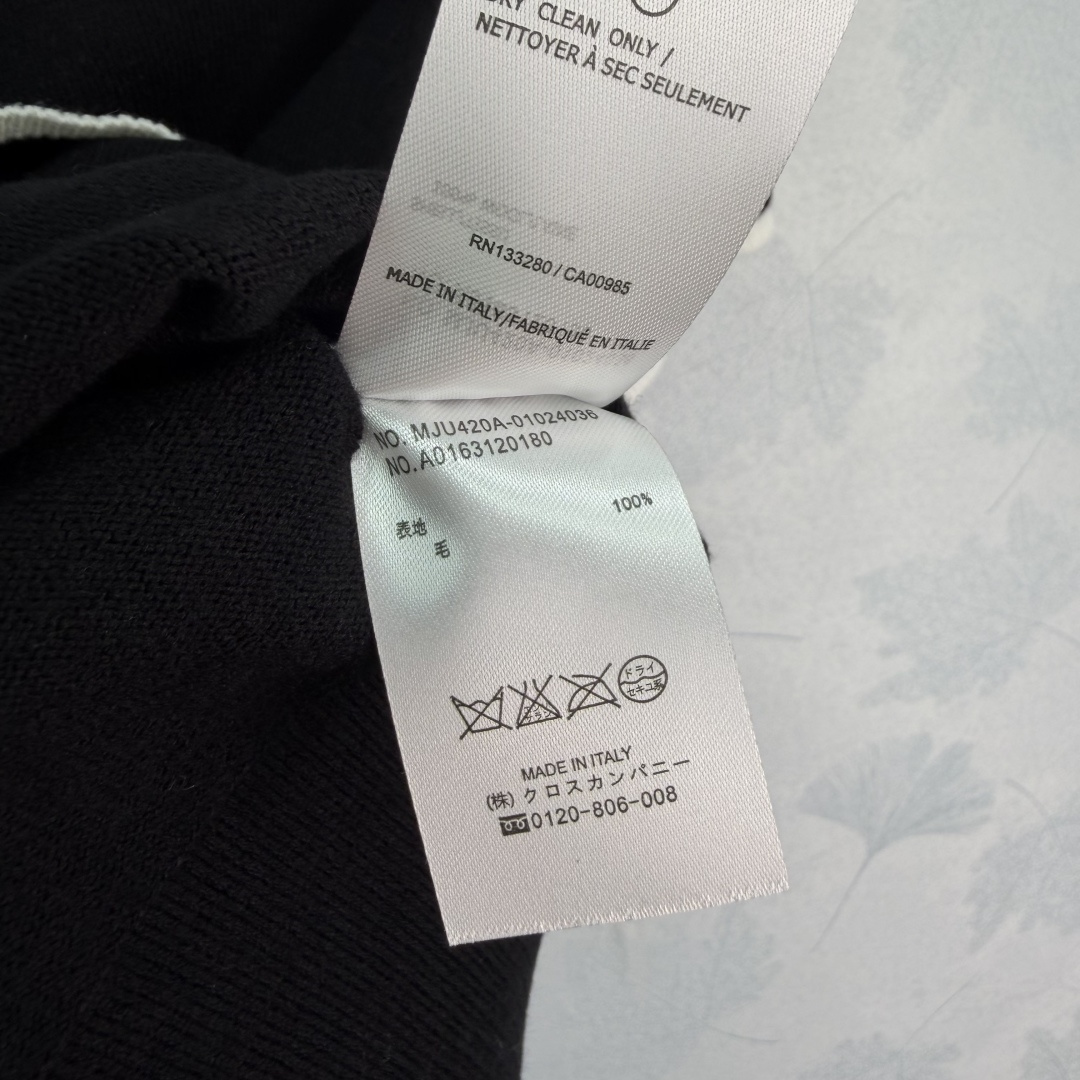 DRY CLEAN ONLY /
NETTOYER À SEC SEULEMENT
RN133280 / CA00985
MADE IN ITALY/FABRIQUÉ EN ITALIE
NO. MJU420A-01024036
NO.A0163120180
100%
表地
毛
ドライ
セキユ系
MADE IN ITALY
(株) クロスカンパニー
0120-806-008